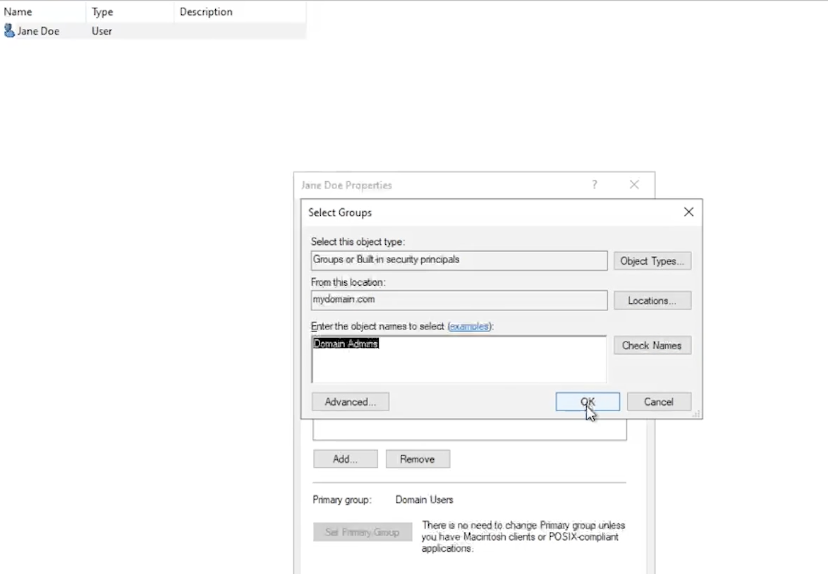 Name Type Description
Jane Doe User
Jane Doe Properties ?
Select Groups
Select this object type:
Groups or Built-in security principals Object Types...
From this location:
mydomain.com Locations...
Enter the object names to select (examples):
Domain Admins Check Names
Advanced... OK Cancel
Add... Remove
Primary group: Domain Users
Set Primary Group
There is no need to change Primary group unless
you have Macintosh clients or POSIX-compliant
applications.